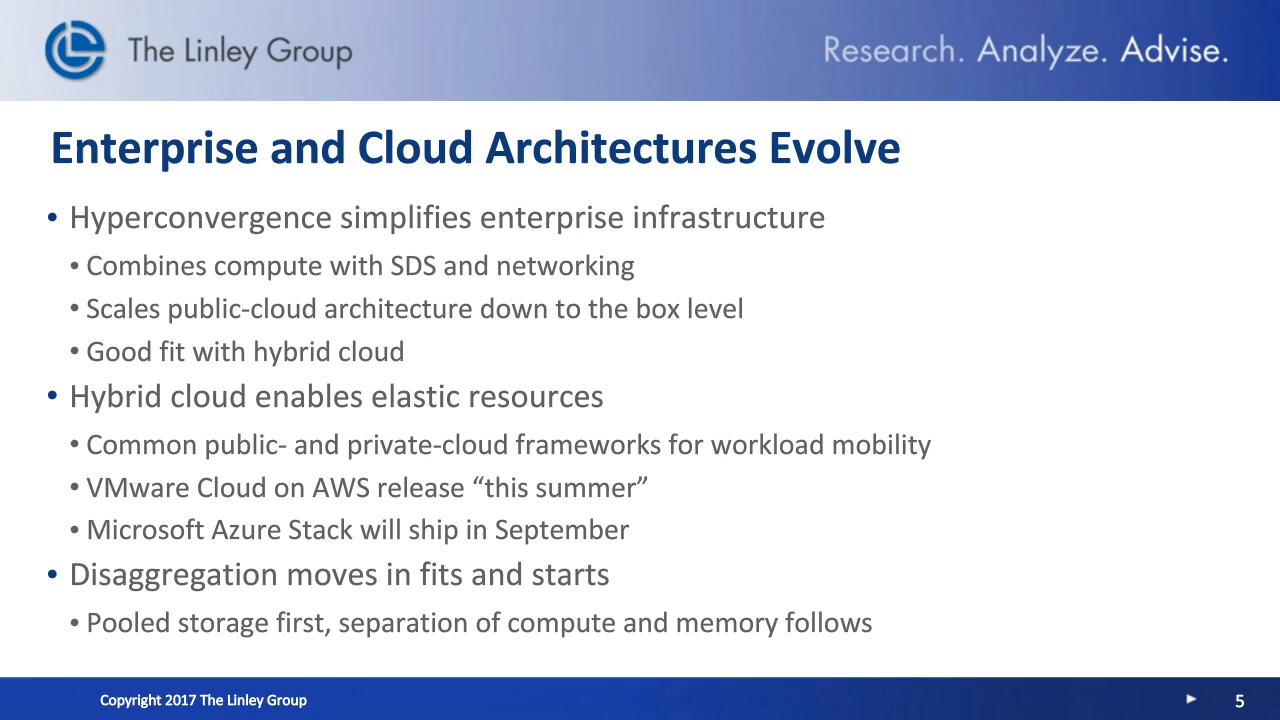 The Linley Group
Research. Analyze. Advise.
Enterprise and Cloud Architectures Evolve
• Hyperconvergence simplifies enterprise infrastructure
• Combines compute with SDS and networking
• Scales public-cloud architecture down to the box level
• Good fit with hybrid cloud
• Hybrid cloud enables elastic resources
• Common public- and private-cloud frameworks for workload mobility
• VMware Cloud on AWS release “this summer”
• Microsoft Azure Stack will ship in September
• Disaggregation moves in fits and starts
• Pooled storage first, separation of compute and memory follows
Copyright 2017 The Linley Group
5